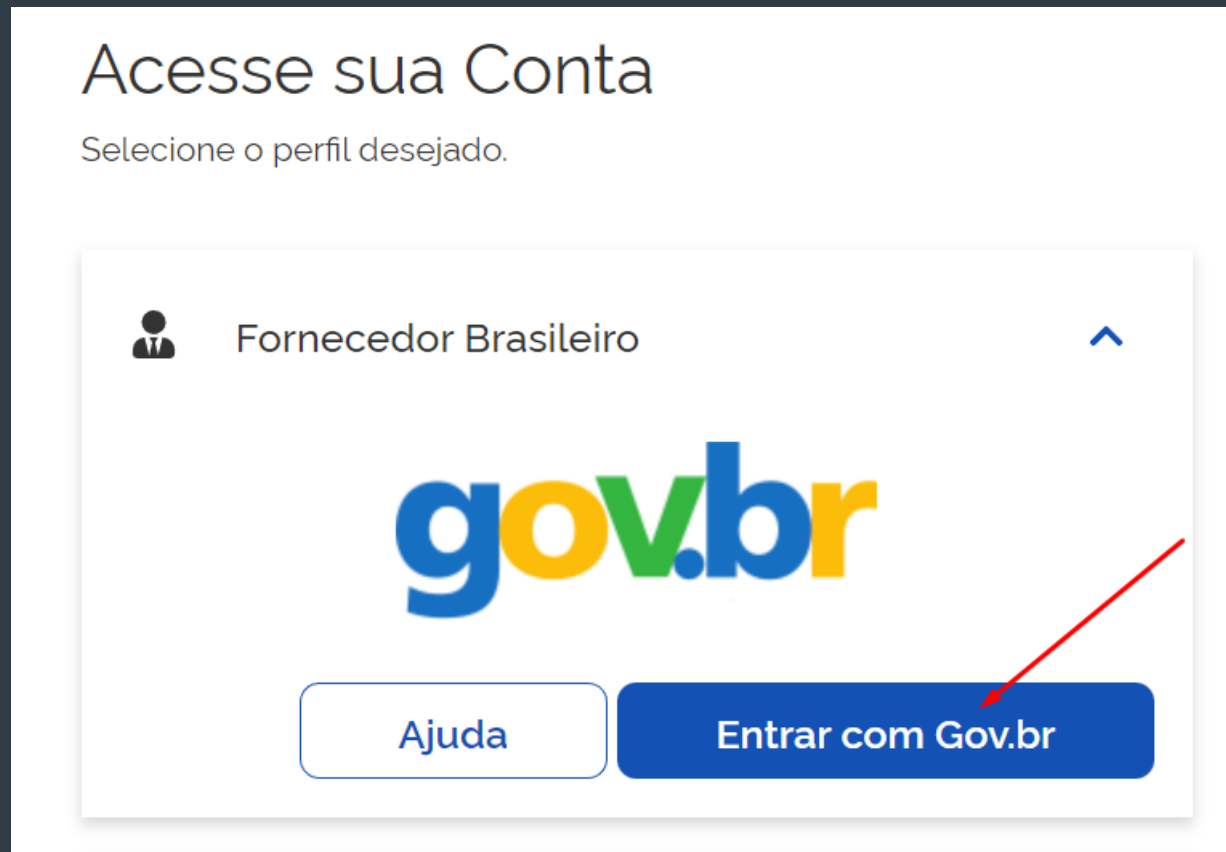 Acesse sua Conta
Selecione o perfil desejado.
Fornecedor Brasileiro
gov.br
Ajuda
Entrar com Gov.br